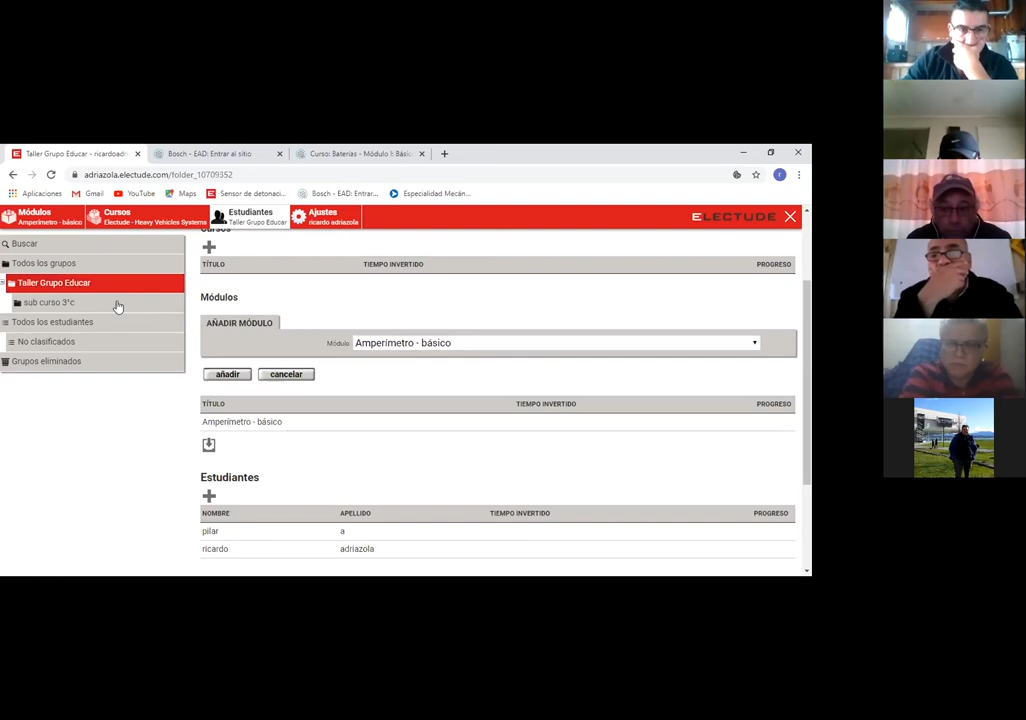 Taller Grupo Educar - ricardoad
Bosch - EAD: Entrar al sitio
Curso: Baterías - Módulo I: Básic
adriazola.electude.com/folder_10709352
r
Aplicaciones Gmail YouTube Maps Sensor de detonaci... Bosch - EAD: Entrar... Especialidad Mecán...
Módulos
Amperímetro - básico
Cursos
Electude - Heavy Vehicles Systems
Estudiantes
Taller Grupo Educar
Ajustes
ricardo adriazola
ELECTUDE
Buscar
Todos los grupos
Taller Grupo Educar
sub curso 3°c
Todos los estudiantes
No clasificados
Grupos eliminados
Cursos
TÍTULO TIEMPO INVERTIDO PROGRESO
Módulos
AÑADIR MÓDULO
Módulo Amperímetro - básico
añadir cancelar
TÍTULO TIEMPO INVERTIDO PROGRESO
Amperímetro - básico
Estudiantes
NOMBRE APELLIDO TIEMPO INVERTIDO PROGRESO
pilar a
ricardo adriazola